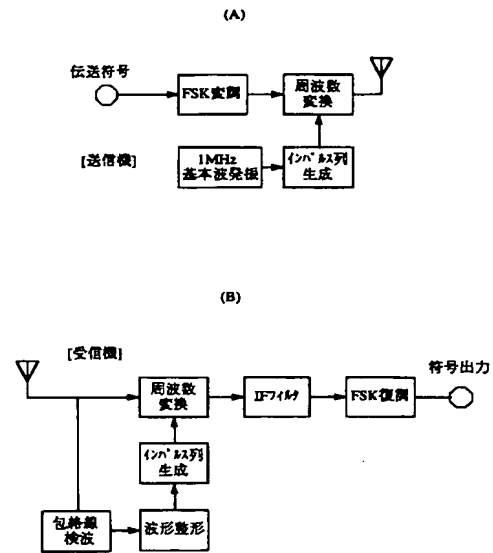 (A)
伝送符号
FSK変調
周波数
変換
[送信機]
1MHz
基本波発振
インパルス列
生成
(B)
[受信機]
周波数
変換
IFフィルタ
FSK復調
符号出力
インパルス列
生成
包絡線
検波
波形整形